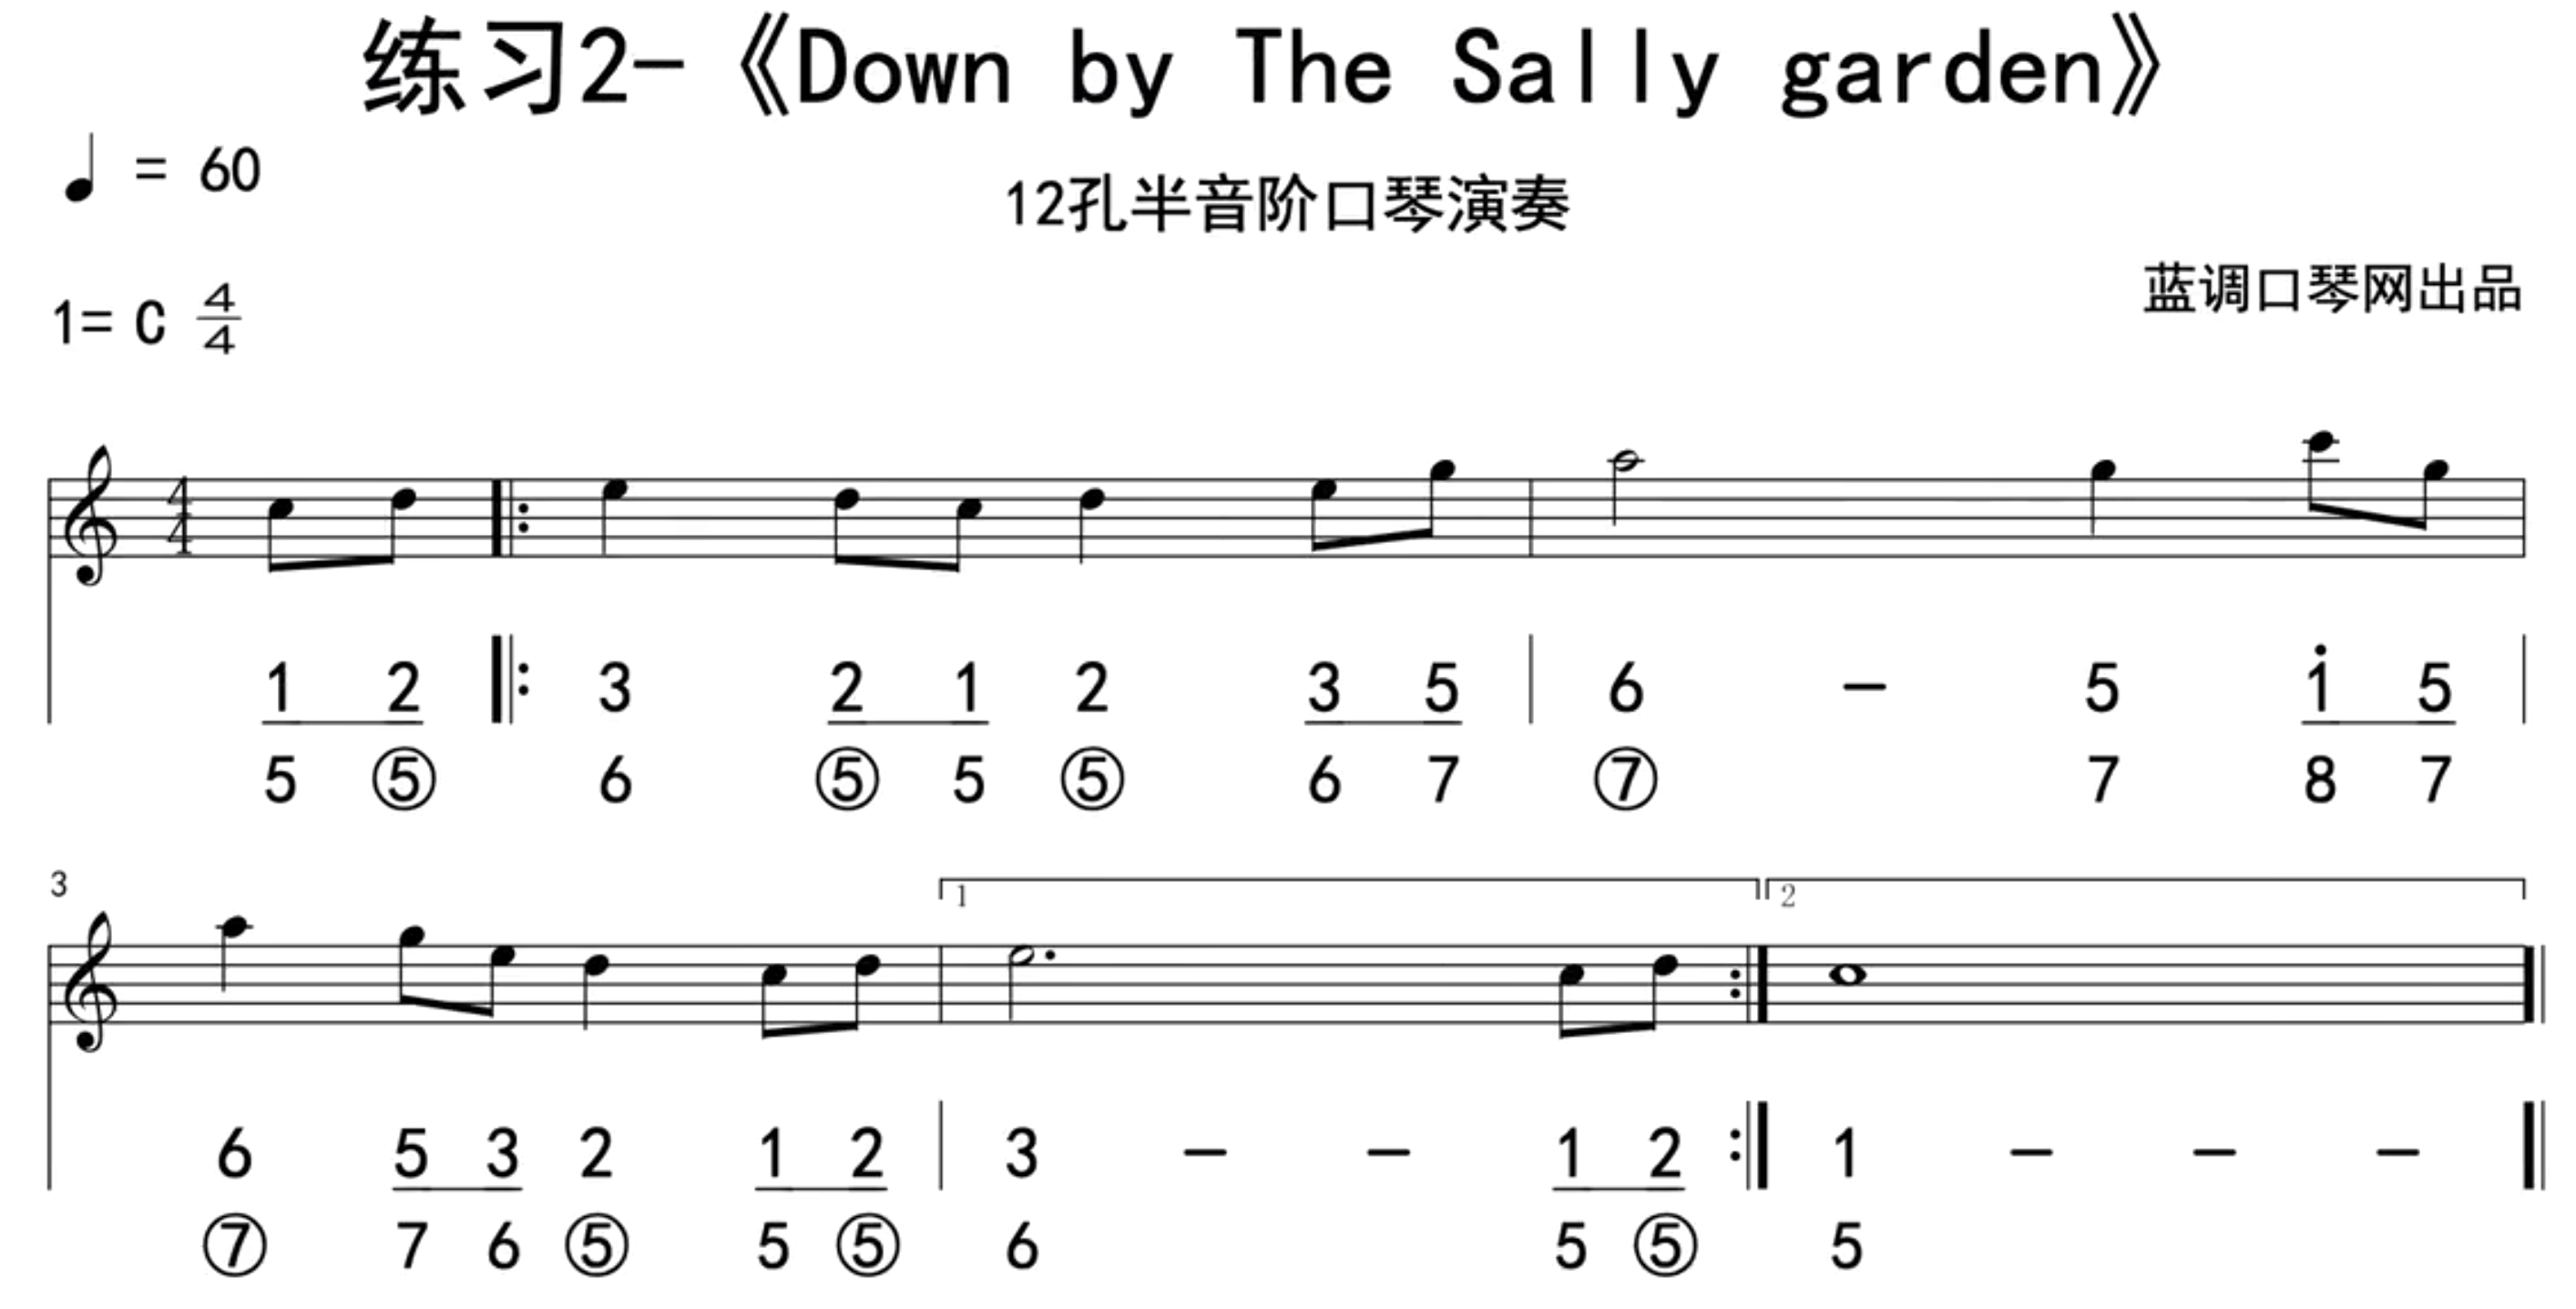 练习2-《Down by The Sally garden》
♩ = 60
12孔半音阶口琴演奏
1= C 4/4
蓝调口琴网出品
4/4
1 2 𝄆 3 2 1 2 3 5 | 6 - 5 1̇ 5 |
5 ⑤ 6 ⑤ 5 ⑤ 6 7 ⑦ 7 8 7
3
1 2
6 5 3 2 1 2 | 3 - - 1 2 𝄇 1 - - -
⑦ 7 6 ⑤ 5 ⑤ 6 5 ⑤ 5